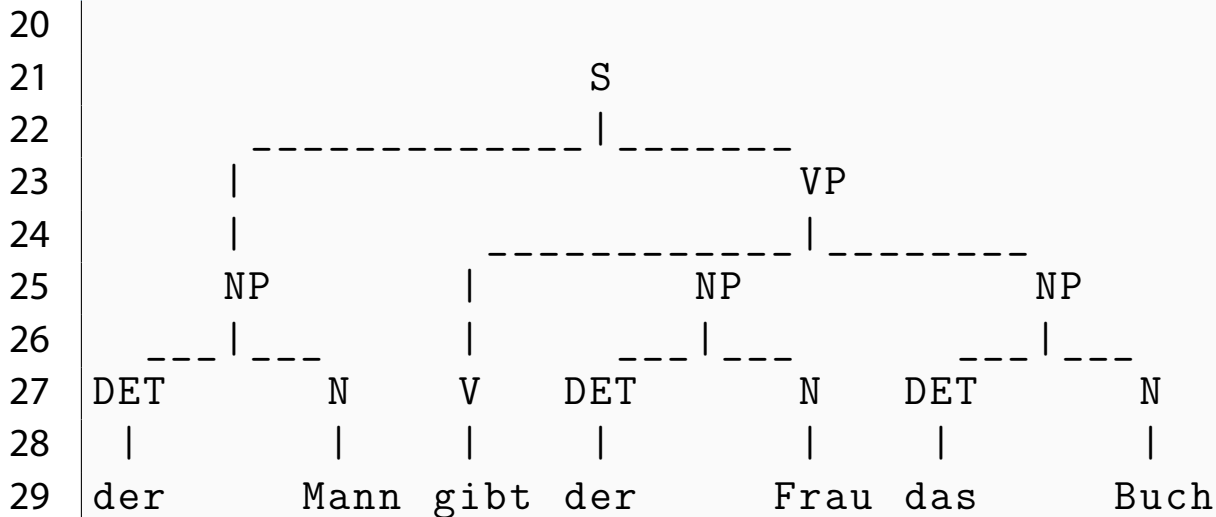 20
21                      S
22        _____________|_______
23       |                      VP
24       |           ____________|________
25       NP         |         NP            NP
26    ___|___       |      ___|___       ___|___
27 DET      N    V   DET      N   DET      N
28  |       |    |    |       |    |       |
29 der     Mann gibt der     Frau das     Buch